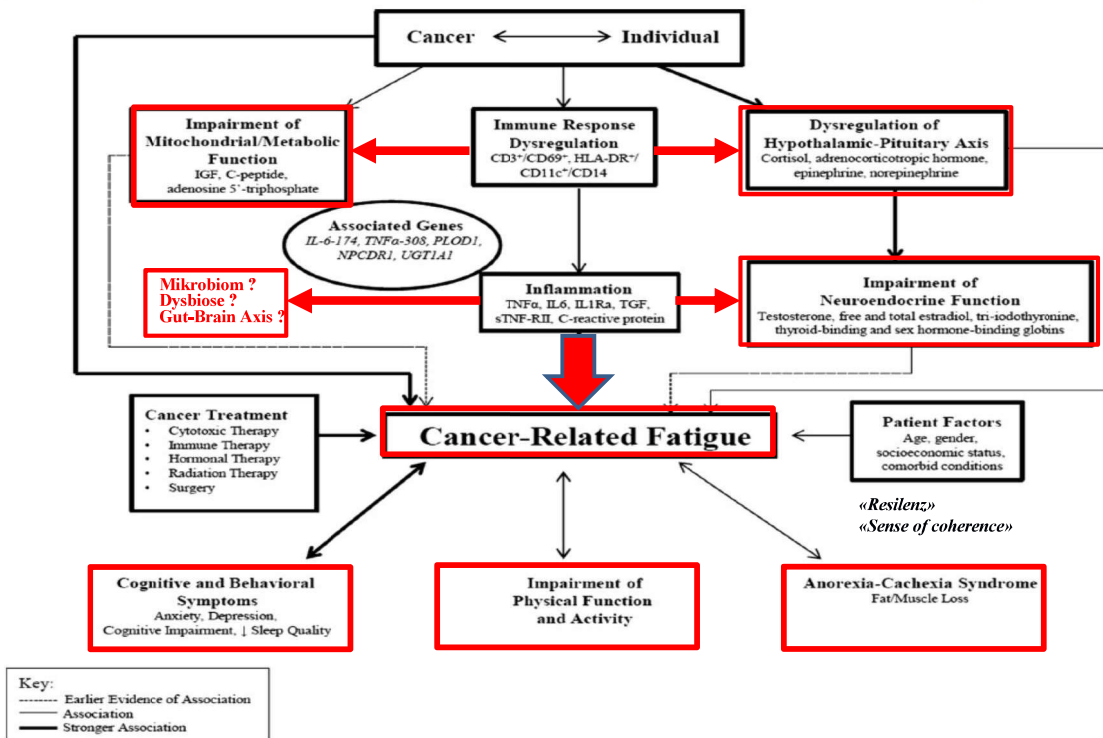 Cancer Individual
Impairment of
Mitochondrial/Metabolic
Function
IGF, C-peptide,
adenosine 5`-triphosphate
Immune Response
Dysregulation
CD3⁺/CD69⁺, HLA-DR⁺/
CD11c⁺/CD14
Dysregulation of
Hypothalamic-Pituitary Axis
Cortisol, adrenocorticotropic hormone,
epinephrine, norepinephrine
Associated Genes
IL-6-174, TNFα-308, PLOD1,
NPCDR1, UGT1A1
Mikrobiom ?
Dysbiose ?
Gut-Brain Axis ?
Inflammation
TNFα, IL6, IL1Ra, TGF,
sTNF-RII, C-reactive protein
Impairment of
Neuroendocrine Function
Testosterone, free and total estradiol, tri-iodothyronine,
thyroid-binding and sex hormone-binding globins
Cancer Treatment
• Cytotoxic Therapy
• Immune Therapy
• Hormonal Therapy
• Radiation Therapy
• Surgery
Cancer-Related Fatigue
Patient Factors
Age, gender,
socioeconomic status,
comorbid conditions
«Resilenz»
«Sense of coherence»
Cognitive and Behavioral
Symptoms
Anxiety, Depression,
Cognitive Impairment, ↓ Sleep Quality
Impairment of
Physical Function
and Activity
Anorexia-Cachexia Syndrome
Fat/Muscle Loss
Key:
Earlier Evidence of Association
Association
Stronger Association